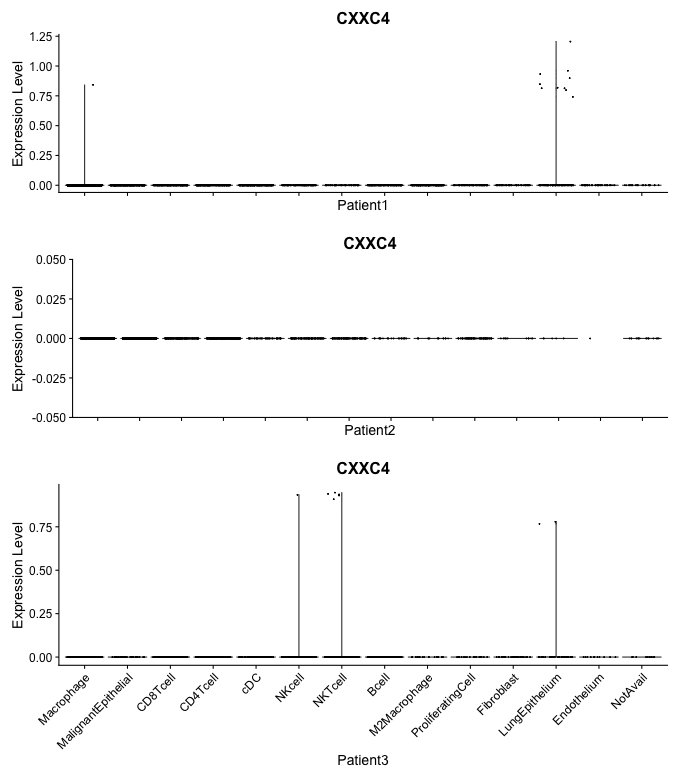 CXXC4
Expression Level
1.25
1.00
0.75
0.50
0.25
0.00
Patient1
CXXC4
Expression Level
0.050
0.025
0.000
-0.025
-0.050
Patient2
CXXC4
Expression Level
0.75
0.50
0.25
0.00
Macrophage
MalignantEpithelial
CD8Tcell
CD4Tcell
cDC
NKcell
NKTcell
Bcell
M2Macrophage
ProliferatingCell
Fibroblast
LungEpithelium
Endothelium
NotAvail
Patient3